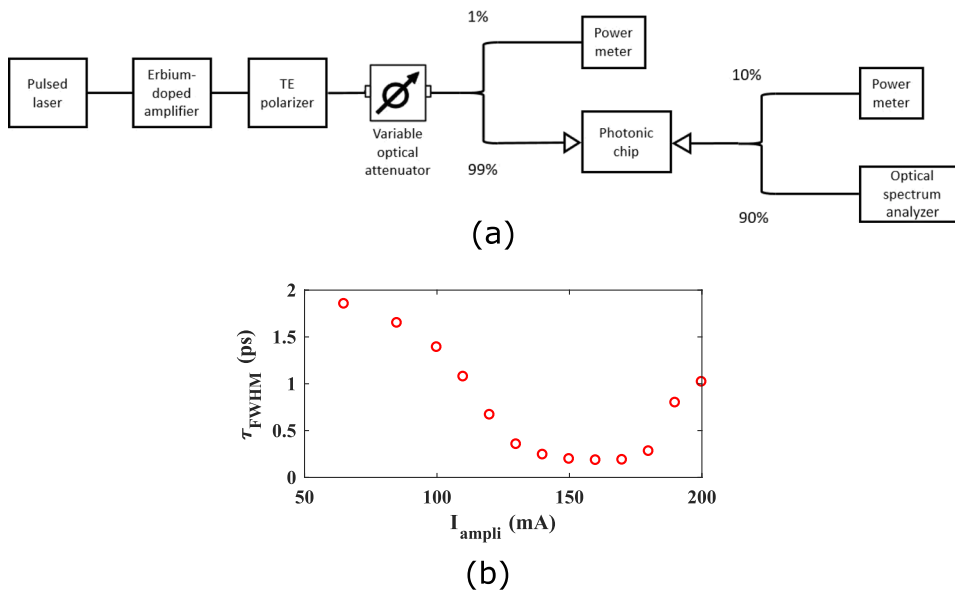 1%
Power
meter
Pulsed
laser
Erbium-
doped
amplifier
TE
polarizer
Variable
optical
attenuator
99%
Photonic
chip
10%
Power
meter
90%
Optical
spectrum
analyzer
(a)
2
1.5
1
0.5
0
τFWHM (ps)
50
100
150
200
Iampli (mA)
(b)